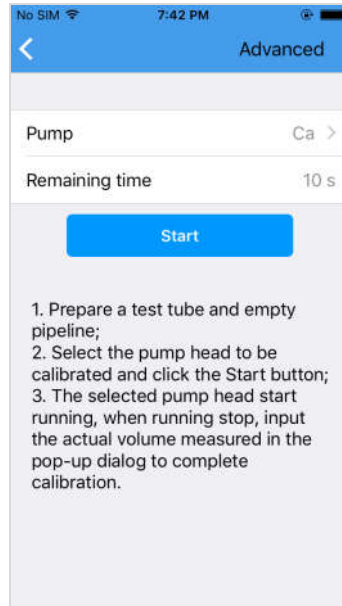 No SIM 7:42 PM
Advanced
Pump Ca >
Remaining time 10 s
Start
1. Prepare a test tube and empty
pipeline;
2. Select the pump head to be
calibrated and click the Start button;
3. The selected pump head start
running, when running stop, input
the actual volume measured in the
pop-up dialog to complete
calibration.